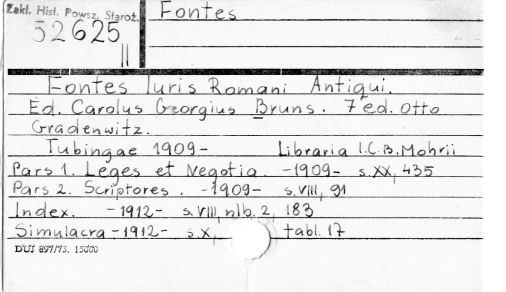 Zakł. Hist. Powsz. Staroż.
Fontes
52625
II
Fontes Iuris Romani Antiqui.
Ed. Carolus Georgius Bruns. 7 ed. Otto
Gradenwitz.
Tubingae 1909- Libraria I.C.B. Mohrii
Pars 1. Leges et Negotia. -1909- s. XX, 435
Pars 2. Scriptores. -1909- s. VIII, 91
Index. -1912- s. VIII, nlb. 2, 183
Simulacra -1912- s. X, tabl. 17
DUJ 897/73. 15000